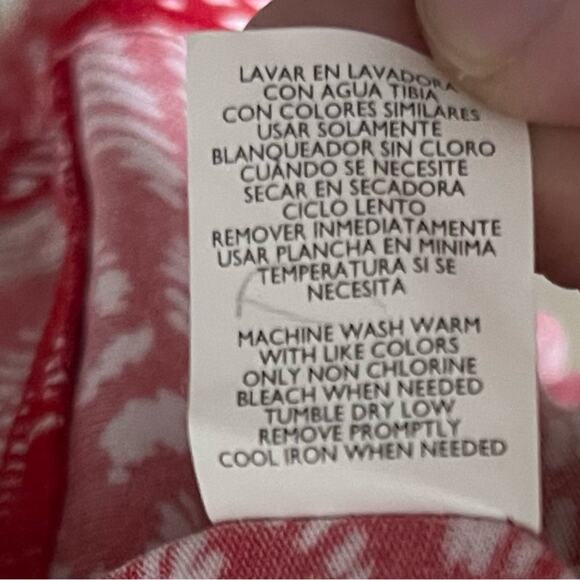 LAVAR EN LAVADORA
CON AGUA TIBIA
CON COLORES SIMILARES
USAR SOLAMENTE
BLANQUEADOR SIN CLORO
CUANDO SE NECESITE
SECAR EN SECADORA
CICLO LENTO
REMOVER INMEDIATAMENTE
USAR PLANCHA EN MINIMA
TEMPERATURA SI SE
NECESITA
MACHINE WASH WARM
WITH LIKE COLORS
ONLY NON CHLORINE
BLEACH WHEN NEEDED
TUMBLE DRY LOW
REMOVE PROMPTLY
COOL IRON WHEN NEEDED